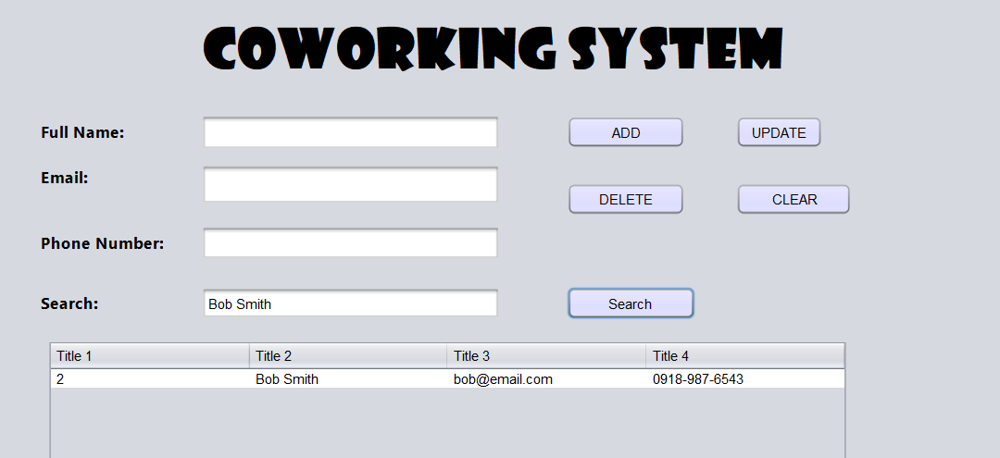 COWORKING SYSTEM
Full Name: ADD UPDATE
Email:
DELETE CLEAR
Phone Number:
Search: Bob Smith Search
Title 1 Title 2 Title 3 Title 4
2 Bob Smith bob@email.com 0918-987-6543